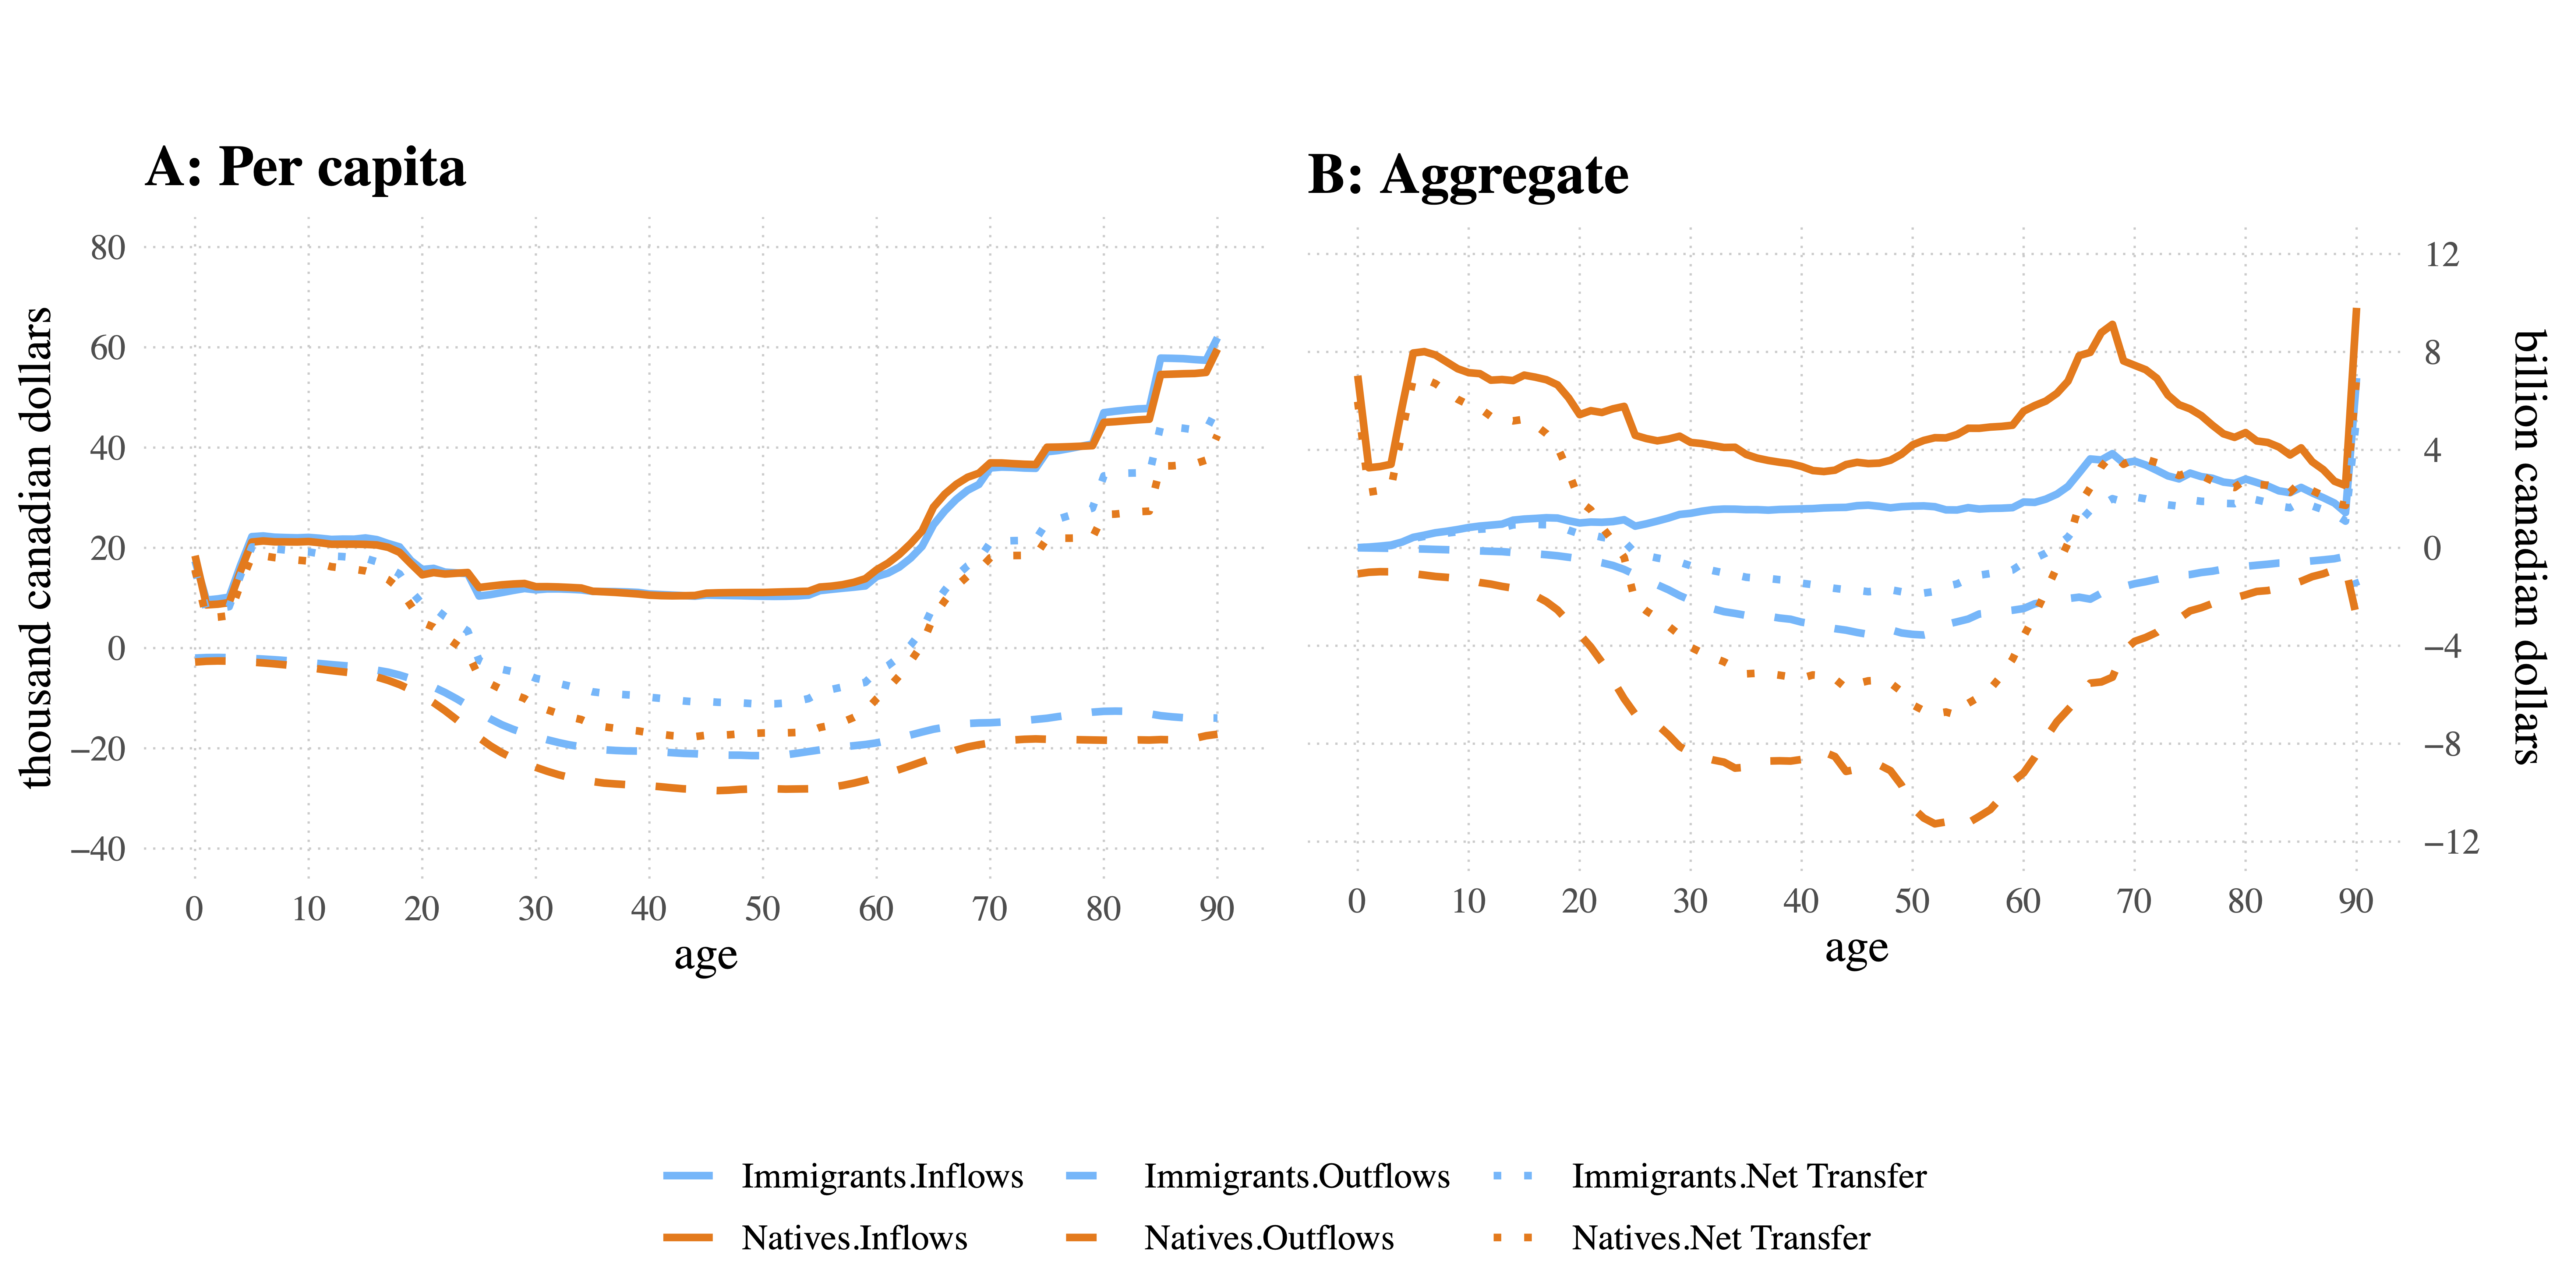 A: Per capita
B: Aggregate
thousand canadian dollars
80
60
40
20
0
−20
−40
0 10 20 30 40 50 60 70 80 90
age
12
8
4
0
−4
−8
−12
billion canadian dollars
0 10 20 30 40 50 60 70 80 90
age
Immigrants.Inflows Immigrants.Outflows Immigrants.Net Transfer
Natives.Inflows Natives.Outflows Natives.Net Transfer